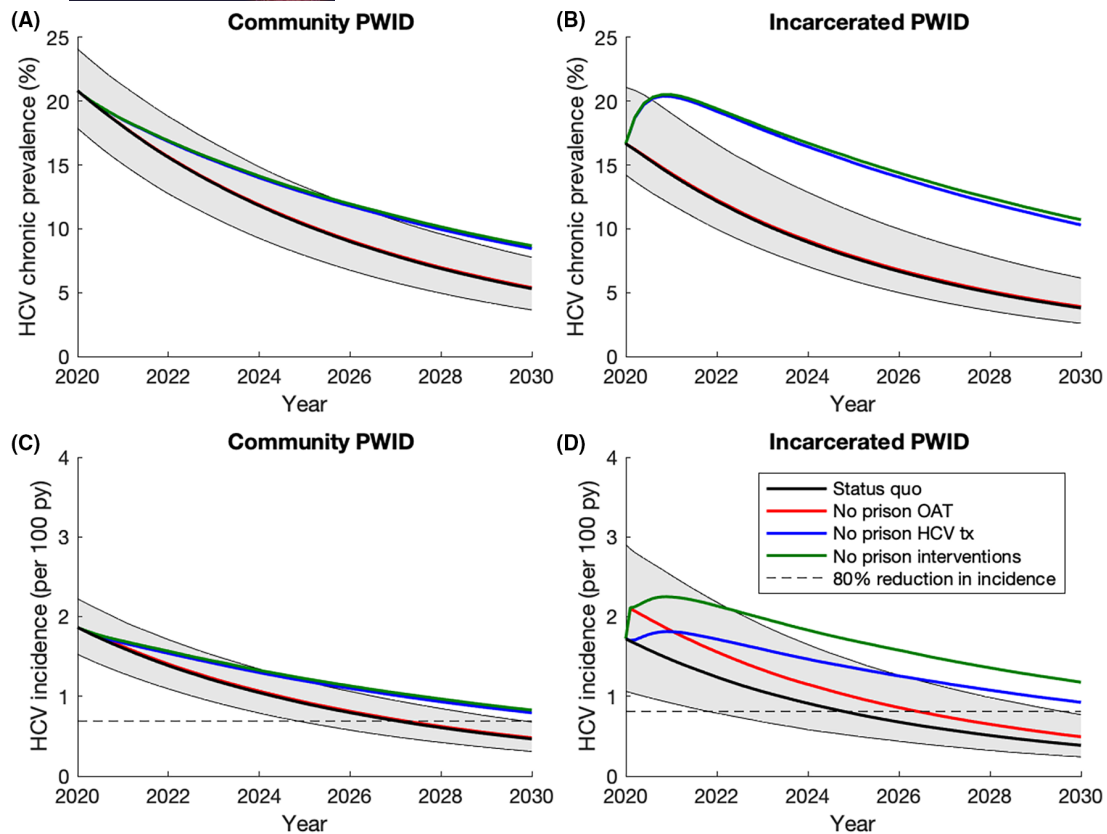 (A) Community PWID
HCV chronic prevalence (%)
25
20
15
10
5
0
2020 2022 2024 2026 2028 2030
Year
(B) Incarcerated PWID
HCV chronic prevalence (%)
25
20
15
10
5
0
2020 2022 2024 2026 2028 2030
Year
(C) Community PWID
HCV incidence (per 100 py)
4
3
2
1
0
2020 2022 2024 2026 2028 2030
Year
(D) Incarcerated PWID
HCV incidence (per 100 py)
4
3
2
1
0
Status quo
No prison OAT
No prison HCV tx
No prison interventions
80% reduction in incidence
2020 2022 2024 2026 2028 2030
Year